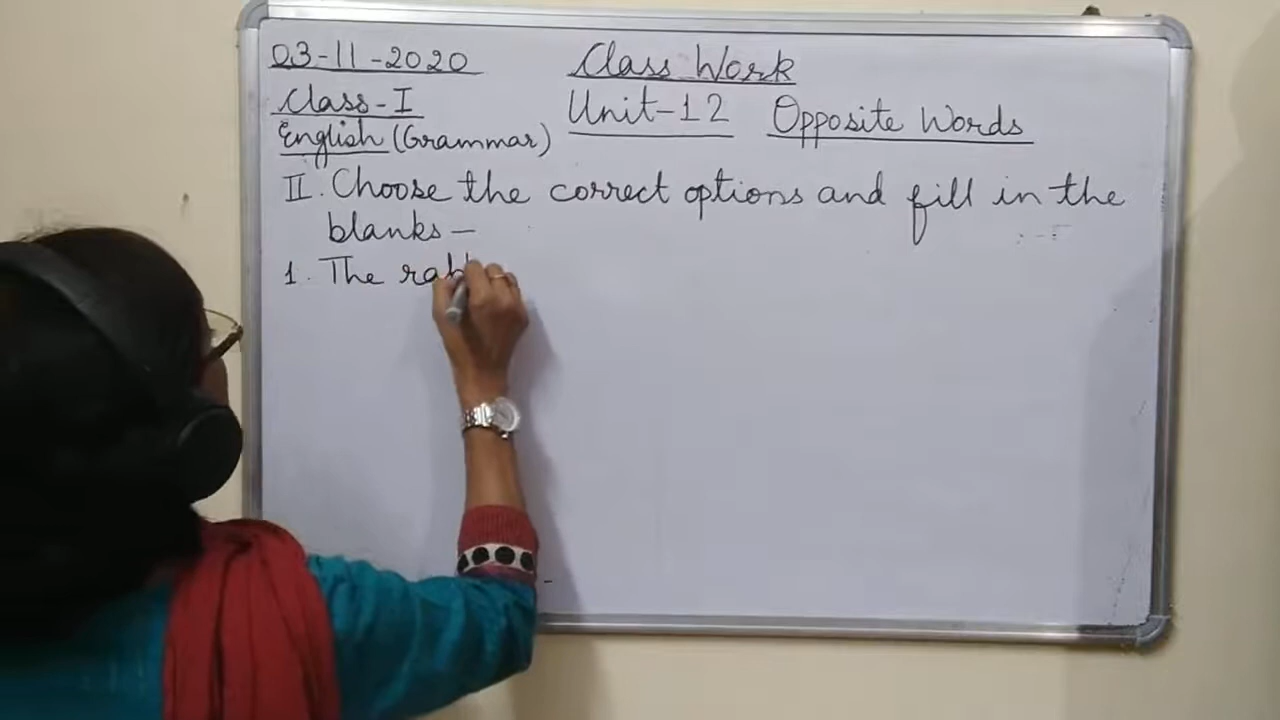 03-11-2020 Class Work
Class-I Unit-12 Opposite Words
English (Grammar)
II. Choose the correct options and fill in the
blanks –
1. The